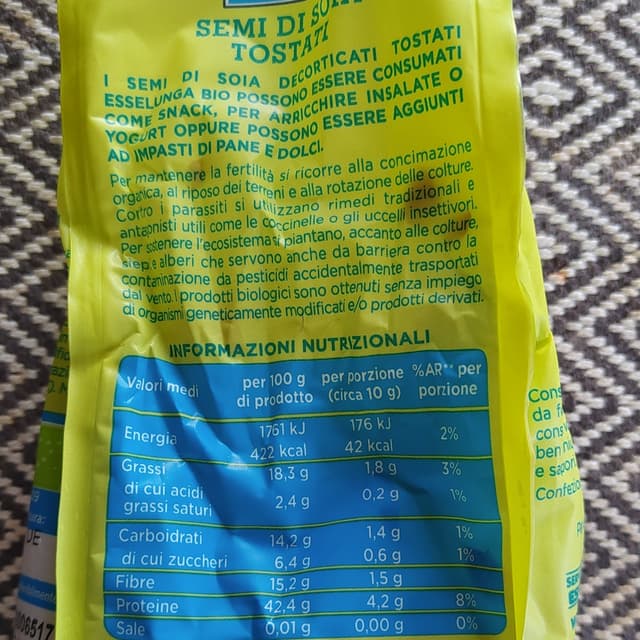 SEMI DI SOIA
TOSTATI
I SEMI DI SOIA DECORTICATI TOSTATI
ESSELUNGA BIO POSSONO ESSERE CONSUMATI
COME SNACK, PER ARRICCHIRE INSALATE O
YOGURT OPPURE POSSONO ESSERE AGGIUNTI
AD IMPASTI DI PANE E DOLCI.
Per mantenere la fertilità si ricorre alla concimazione
organica, al riposo dei terreni e alla rotazione delle colture.
Contro i parassiti si utilizzano rimedi tradizionali e
antagonisti utili come le coccinelle o gli uccelli insettivori.
Per sostenere l'ecosistema si piantano, accanto alle colture,
siepi e alberi che servono anche da barriera contro la
contaminazione da pesticidi accidentalmente trasportati
dal vento. I prodotti biologici sono ottenuti senza impiego
di organismi geneticamente modificati e/o prodotti derivati.
INFORMAZIONI NUTRIZIONALI
Valori medi per 100 g di prodotto per porzione (circa 10 g) %AR** per porzione
Energia 1761 kJ 176 kJ
422 kcal 42 kcal 2%
Grassi 18,3 g 1,8 g 3%
di cui acidi
grassi saturi 2,4 g 0,2 g 1%
Carboidrati 14,2 g 1,4 g 1%
di cui zuccheri 6,4 g 0,6 g 1%
Fibre 15,2 g 1,5 g
Proteine 42,4 g 4,2 g 8%
Sale 0,01 g 0,00 g 0%
Cons
da f
cons
ben
e sapor
Confezio
06517